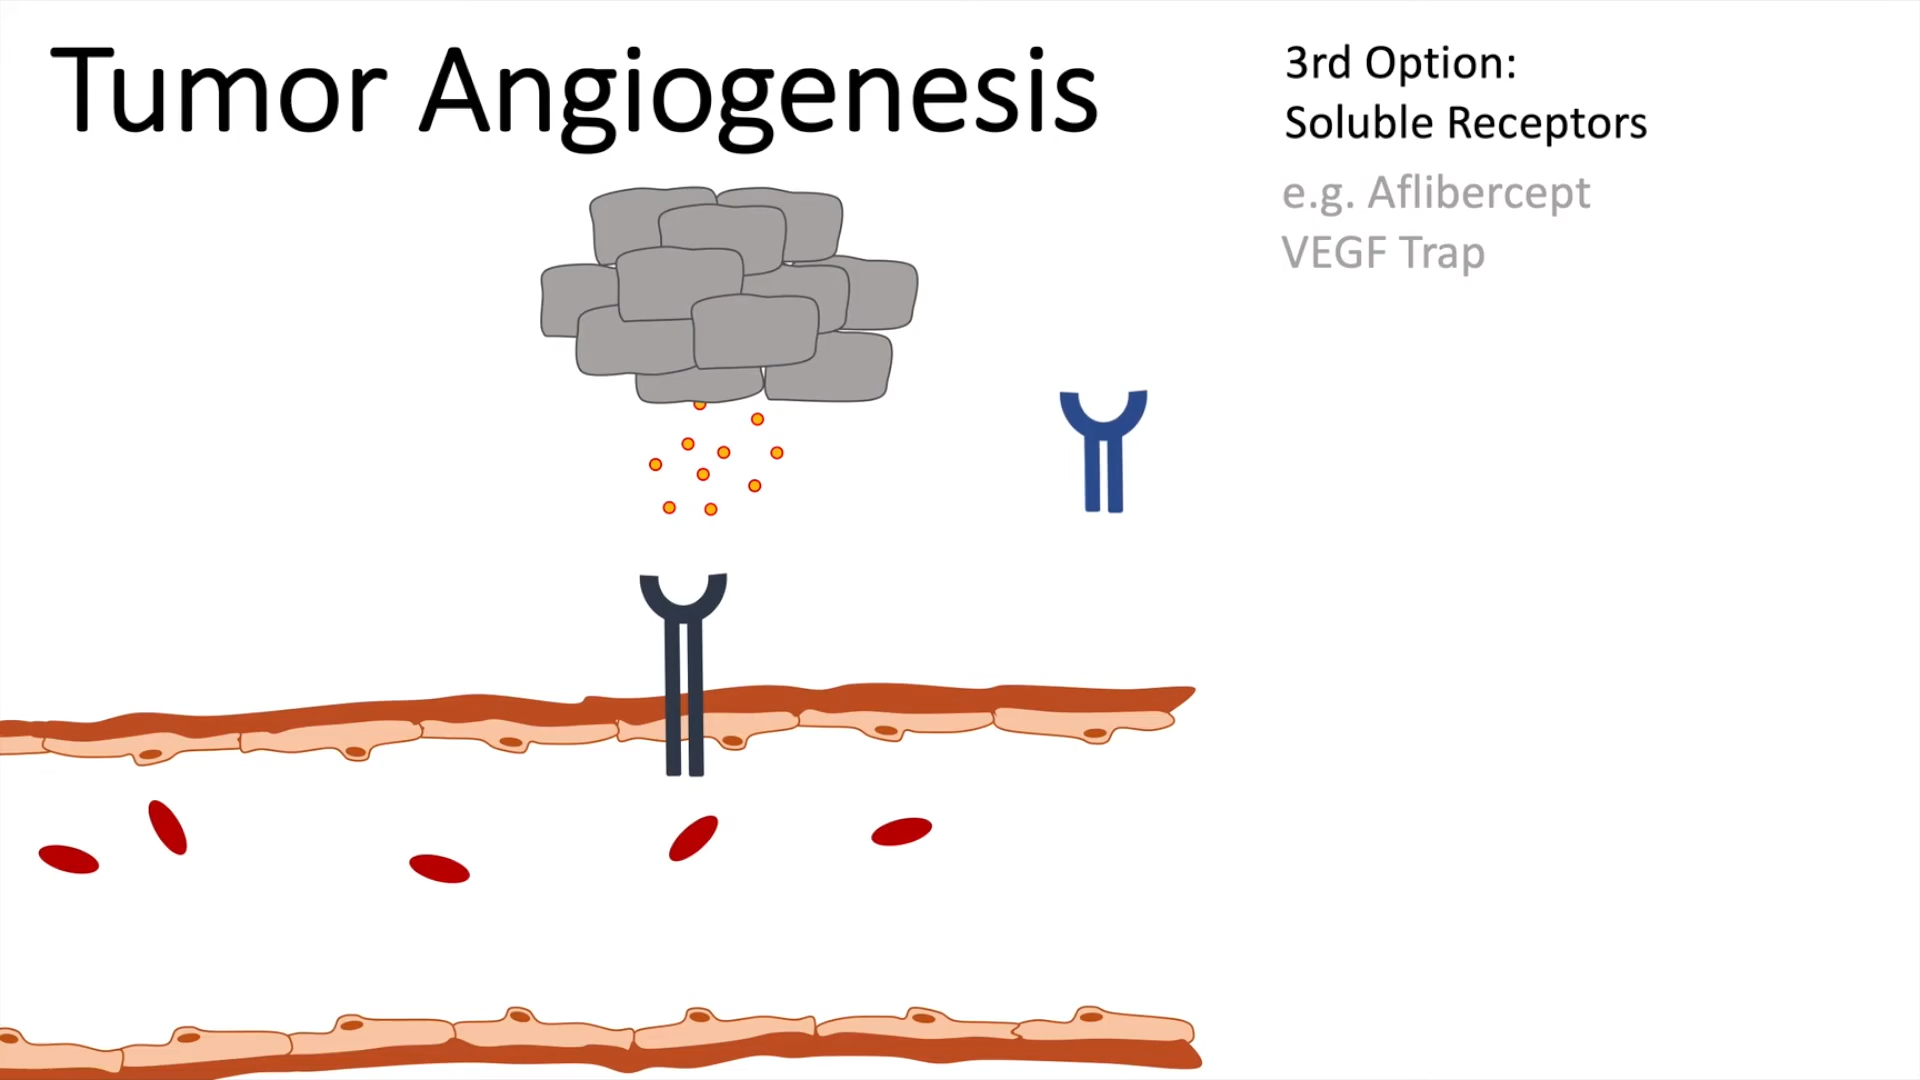 Tumor Angiogenesis
3rd Option:
Soluble Receptors
e.g. Aflibercept
VEGF Trap